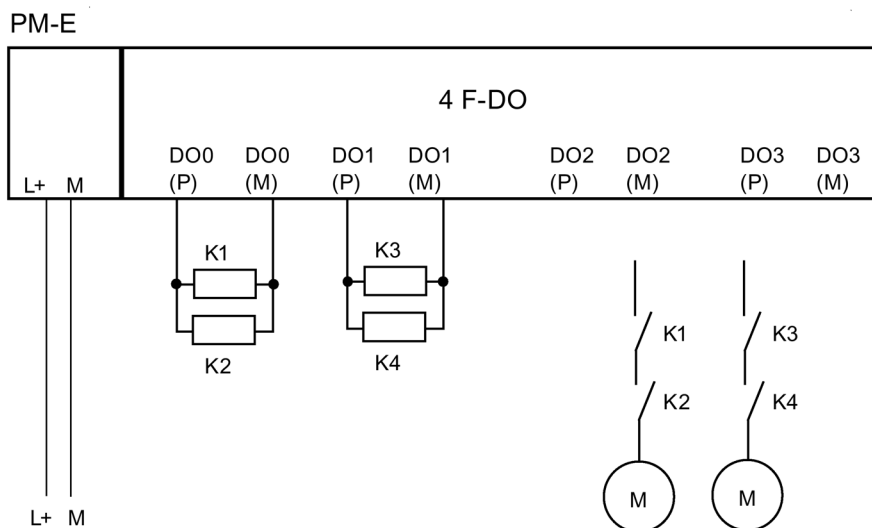 PM-E
4 F-DO
DO0 DO0 DO1 DO1 DO2 DO2 DO3 DO3
L+ M (P) (M) (P) (M) (P) (M) (P) (M)
K1 K3
K2 K4
K1 K3
K2 K4
M M
L+ M